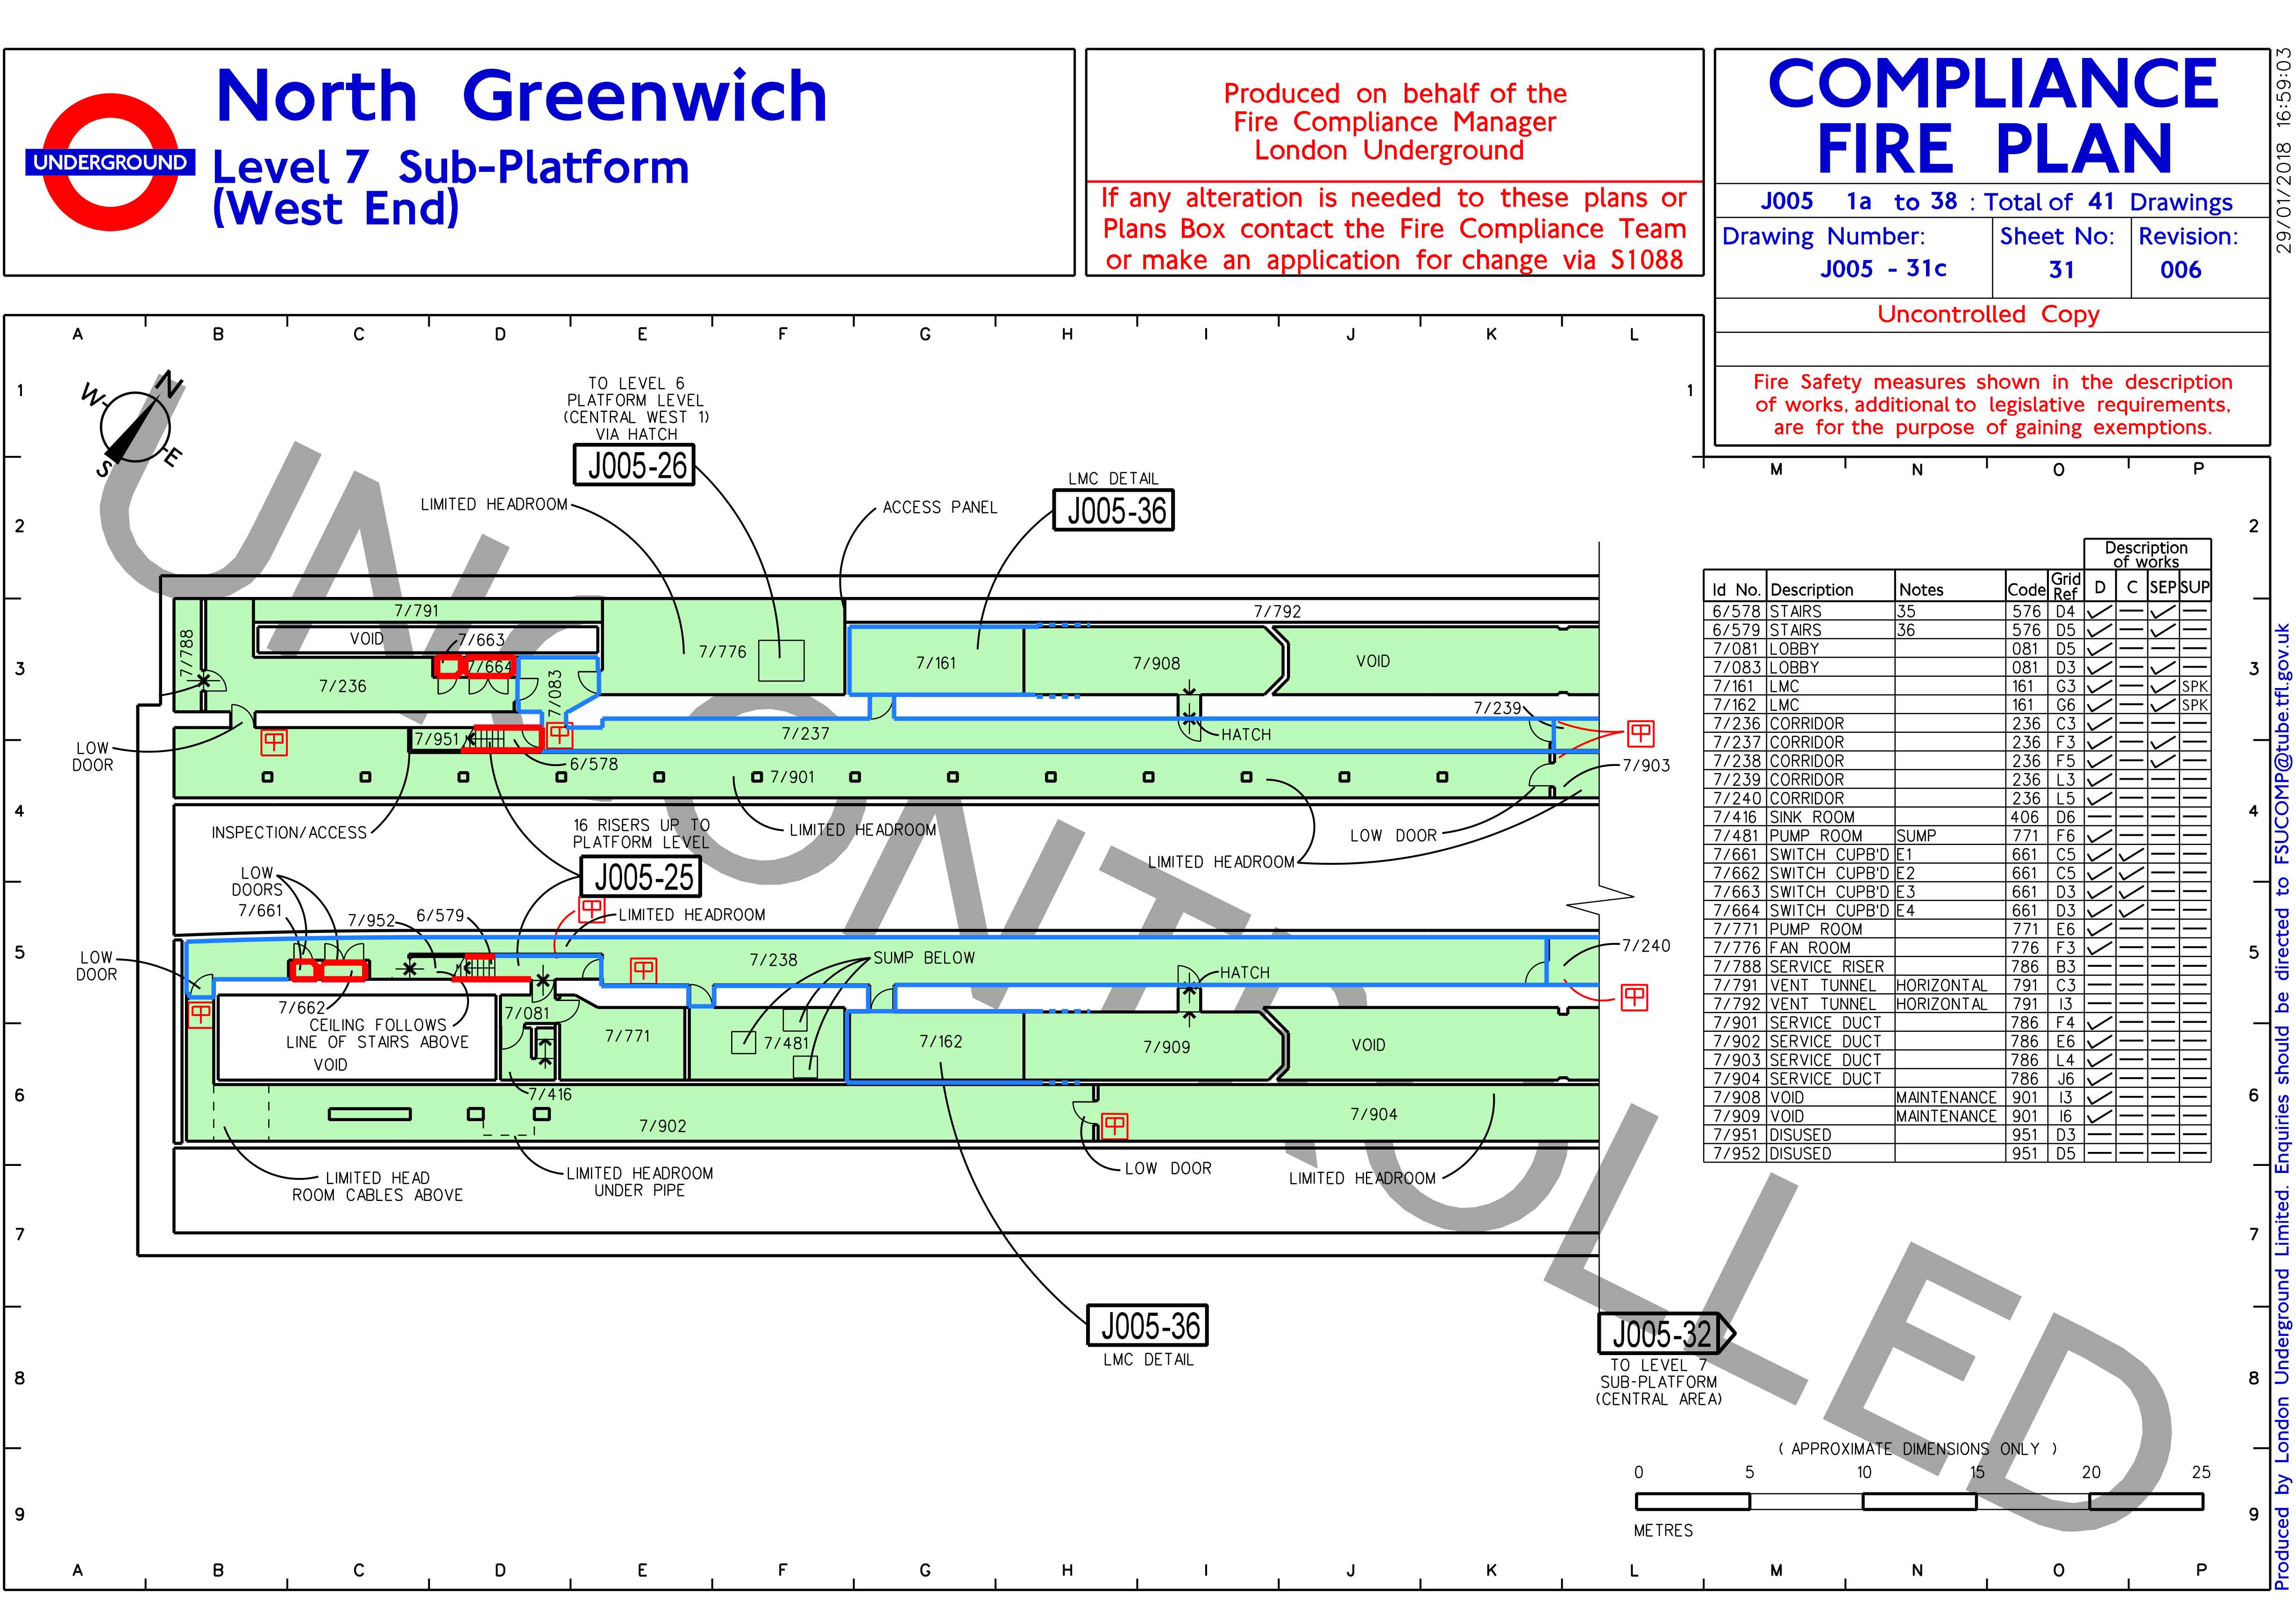 North Greenwich
Level 7 Sub-Platform
(West End)
UNDERGROUND
Produced on behalf of the
Fire Compliance Manager
London Underground
If any alteration is needed to these plans or
Plans Box contact the Fire Compliance Team
or make an application for change via S1088
COMPLIANCE
FIRE PLAN
J005 1a to 38 : Total of 41 Drawings
Drawing Number: Sheet No: Revision:
J005 - 31c 31 006
Uncontrolled Copy
Fire Safety measures shown in the description
of works, additional to legislative requirements,
are for the purpose of gaining exemptions.
29/01/2018 16:59:03
A B C D E F G H I J K L
M N O P
1 1
2 2
3 3
4 4
5 5
6 6
7 7
8 8
9 9
N
W
E
S
UNCONTROLLED
TO LEVEL 6
PLATFORM LEVEL
(CENTRAL WEST 1)
VIA HATCH
J005-26
LIMITED HEADROOM
ACCESS PANEL
LMC DETAIL
J005-36
7/788
7/791
VOID
7/663
7/664
7/236
7/083
7/776
7/792
7/161
7/908
VOID
7/239
7/237
HATCH
LOW
DOOR
7/951
6/578
7/901
7/903
INSPECTION/ACCESS
16 RISERS UP TO
PLATFORM LEVEL
J005-25
LIMITED HEADROOM
LOW DOOR
LIMITED HEADROOM
LOW
DOORS
7/661
7/952
6/579
LIMITED HEADROOM
LOW
DOOR
7/238
SUMP BELOW
HATCH
7/240
7/662
CEILING FOLLOWS
LINE OF STAIRS ABOVE
VOID
7/081
7/771
7/481
7/162
7/909
VOID
7/416
7/902
7/904
LIMITED HEAD
ROOM CABLES ABOVE
LIMITED HEADROOM
UNDER PIPE
LOW DOOR
LIMITED HEADROOM
J005-36
LMC DETAIL
J005-32
TO LEVEL 7
SUB-PLATFORM
(CENTRAL AREA)
Description
of works
Id No. Description Notes Code Grid Ref D C SEP SUP
6/578 STAIRS 35 576 D4 ✓ — ✓ —
6/579 STAIRS 36 576 D5 ✓ — ✓ —
7/081 LOBBY 081 D5 ✓ — — —
7/083 LOBBY 081 D3 ✓ — ✓ —
7/161 LMC 161 G3 ✓ — ✓ SPK
7/162 LMC 161 G6 ✓ — ✓ SPK
7/236 CORRIDOR 236 C3 ✓ — — —
7/237 CORRIDOR 236 F3 ✓ — ✓ —
7/238 CORRIDOR 236 F5 ✓ — ✓ —
7/239 CORRIDOR 236 L3 ✓ — — —
7/240 CORRIDOR 236 L5 ✓ — — —
7/416 SINK ROOM 406 D6 — — — —
7/481 PUMP ROOM SUMP 771 F6 ✓ — — —
7/661 SWITCH CUPB'D E1 661 C5 ✓ ✓ — —
7/662 SWITCH CUPB'D E2 661 C5 ✓ ✓ — —
7/663 SWITCH CUPB'D E3 661 D3 ✓ ✓ — —
7/664 SWITCH CUPB'D E4 661 D3 ✓ ✓ — —
7/771 PUMP ROOM 771 E6 ✓ — — —
7/776 FAN ROOM 776 F3 ✓ — — —
7/788 SERVICE RISER 786 B3 — — — —
7/791 VENT TUNNEL HORIZONTAL 791 C3 — — — —
7/792 VENT TUNNEL HORIZONTAL 791 I3 — — — —
7/901 SERVICE DUCT 786 F4 ✓ — — —
7/902 SERVICE DUCT 786 E6 ✓ — — —
7/903 SERVICE DUCT 786 L4 ✓ — — —
7/904 SERVICE DUCT 786 J6 ✓ — — —
7/908 VOID MAINTENANCE 901 I3 ✓ — — —
7/909 VOID MAINTENANCE 901 I6 ✓ — — —
7/951 DISUSED 951 D3 — — — —
7/952 DISUSED 951 D5 — — — —
( APPROXIMATE DIMENSIONS ONLY )
0 5 10 15 20 25
METRES
A B C D E F G H I J K L M N O P
Produced by London Underground Limited. Enquiries should be directed to FSUCOMP@tube.tfl.gov.uk